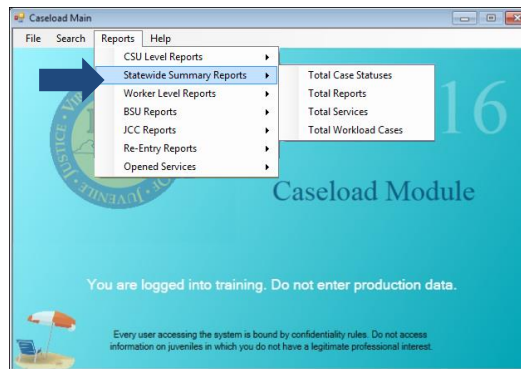 Caseload Main
File Search Reports Help
CSU Level Reports
Statewide Summary Reports
Worker Level Reports
BSU Reports
JCC Reports
Re-Entry Reports
Opened Services
Total Case Statuses
Total Reports
Total Services
Total Workload Cases
16
JUSTICE
JUVENILE
Caseload Module
You are logged into training. Do not enter production data.
Every user accessing the system is bound by confidentiality rules. Do not access
information on juveniles in which you do not have a legitimate professional interest.